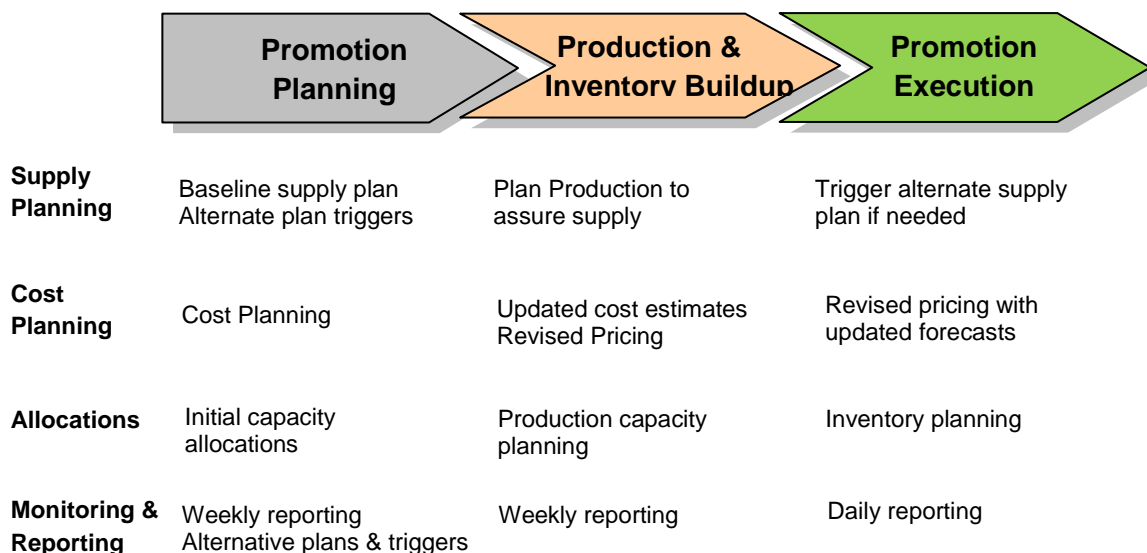 Promotion
Planning
Production &
Inventory Buildup
Promotion
Execution
Supply
Planning
Baseline supply plan
Alternate plan triggers
Plan Production to
assure supply
Trigger alternate supply
plan if needed
Cost
Planning
Cost Planning
Updated cost estimates
Revised Pricing
Revised pricing with
updated forecasts
Allocations
Initial capacity
allocations
Production capacity
planning
Inventory planning
Monitoring &
Reporting
Weekly reporting
Alternative plans & triggers
Weekly reporting
Daily reporting